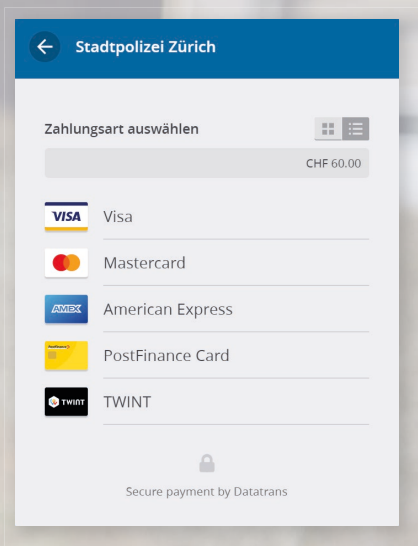 Stadtpolizei Zürich
Zahlungsart auswählen
CHF 60.00
VISA Visa
Mastercard
AMEX American Express
PostFinance PostFinance Card
TWINT TWINT
Secure payment by Datatrans